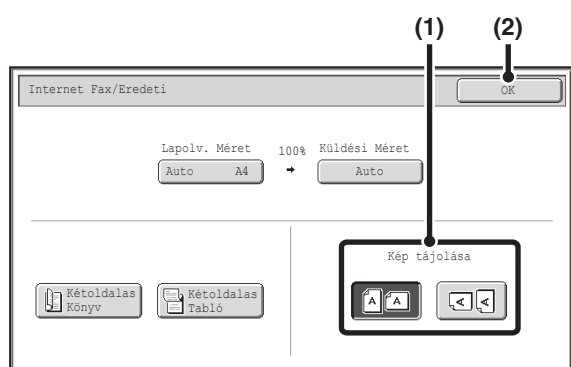 (1) (2)
Internet Fax/Eredeti OK
Lapolv. Méret 100% Küldési Méret
Auto A4 Auto
Kép tájolása
Kétoldalas Könyv
Kétoldalas Tabló
A A A A